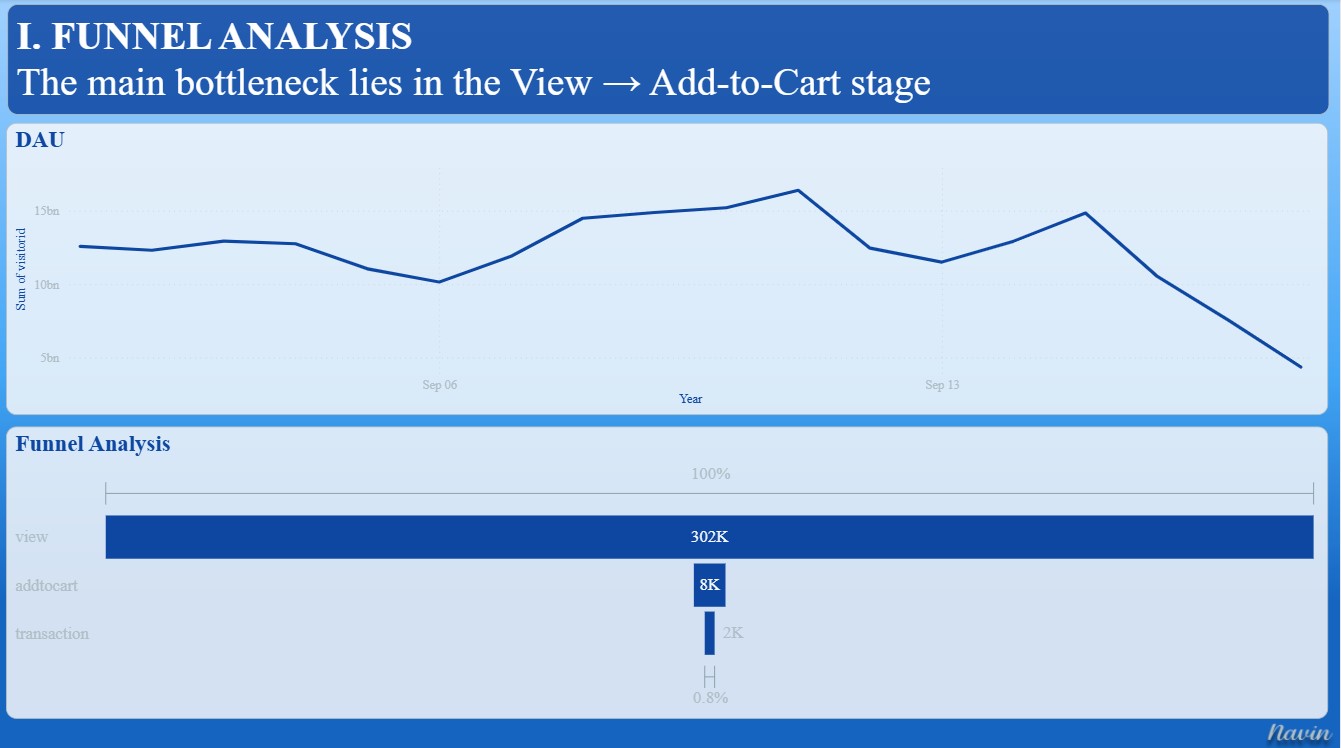 I. FUNNEL ANALYSIS
The main bottleneck lies in the View → Add-to-Cart stage
DAU
15bn
10bn
5bn
Sum of visitorid
Sep 06
Sep 13
Year
Funnel Analysis
100%
view
302K
addtocart
8K
transaction
2K
0.8%
Navin